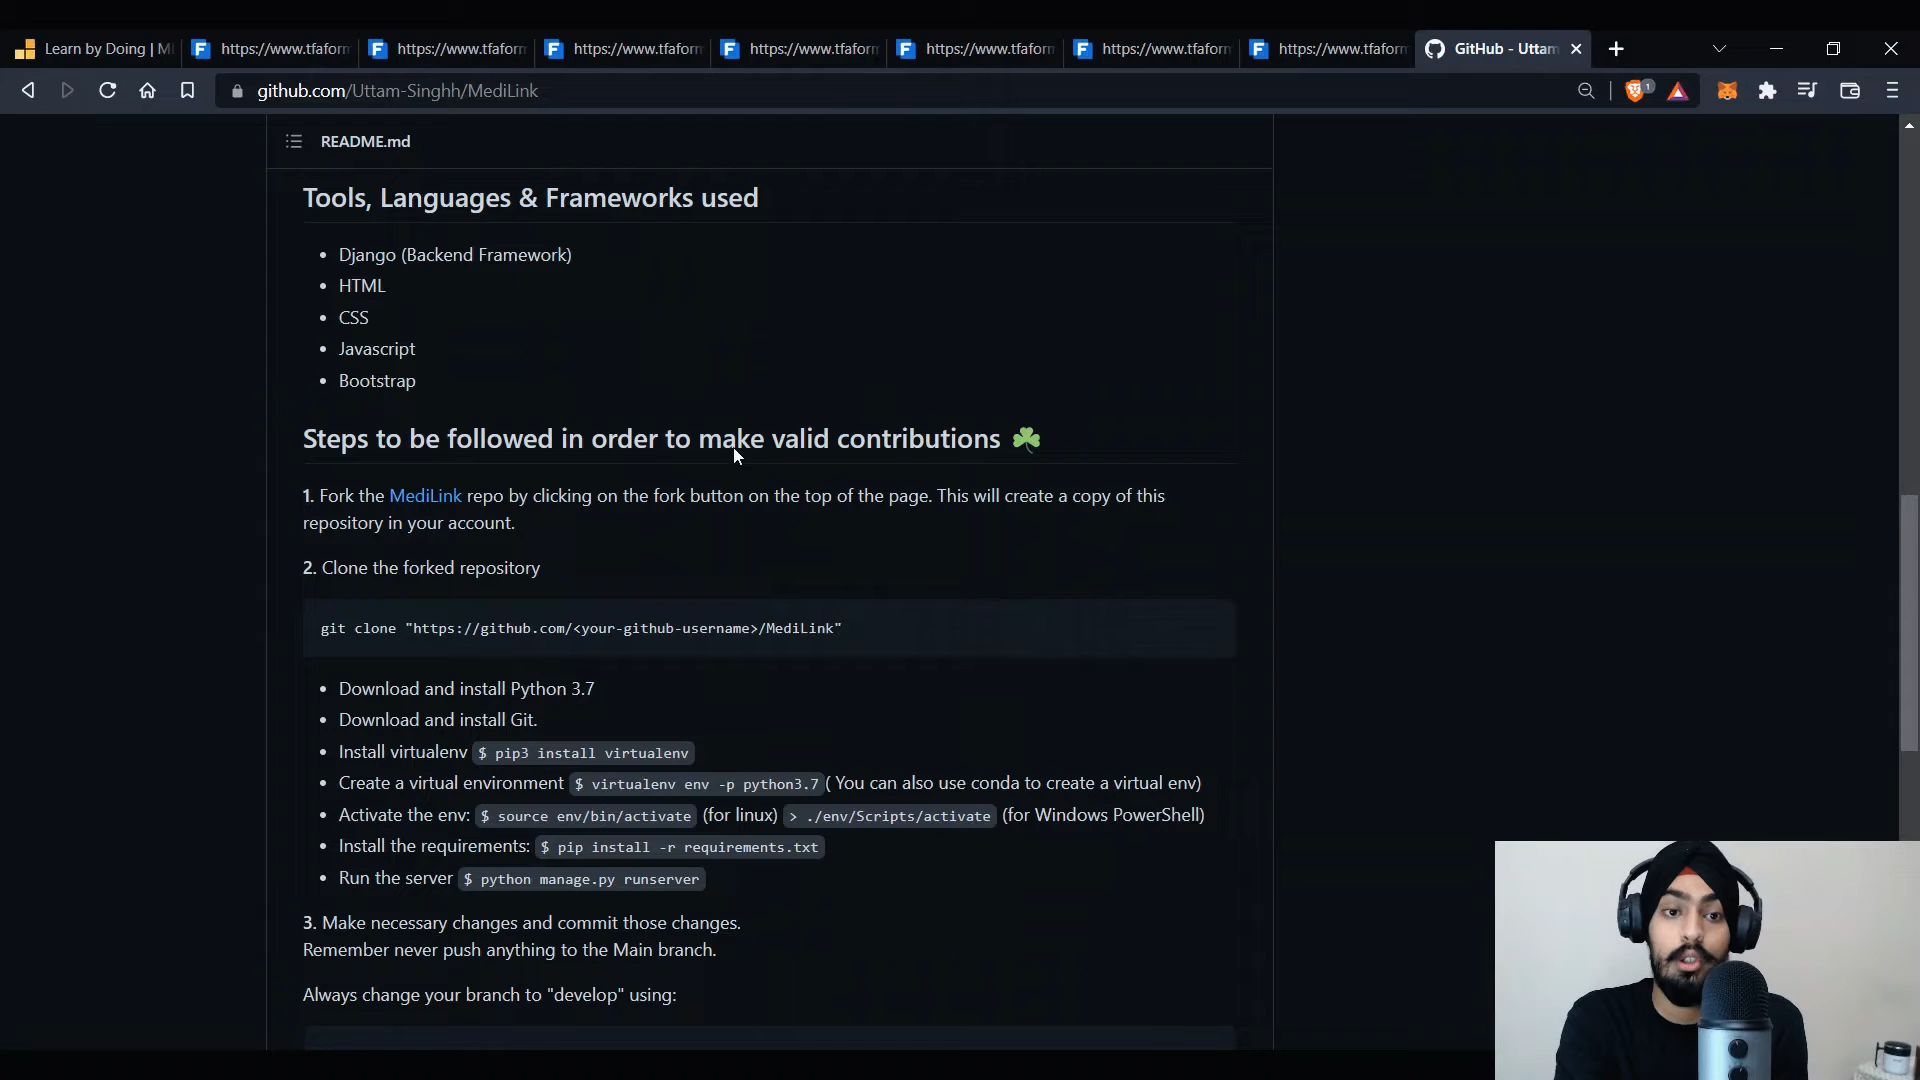 Learn by Doing | M
https://www.tfaform
https://www.tfaform
https://www.tfaform
https://www.tfaform
https://www.tfaform
https://www.tfaform
https://www.tfaform
GitHub - Uttam
github.com/Uttam-Singhh/MediLink
1
README.md
Tools, Languages & Frameworks used
• Django (Backend Framework)
• HTML
• CSS
• Javascript
• Bootstrap
Steps to be followed in order to make valid contributions ☘
1. Fork the MediLink repo by clicking on the fork button on the top of the page. This will create a copy of this
repository in your account.
2. Clone the forked repository
git clone "https://github.com/<your-github-username>/MediLink"
• Download and install Python 3.7
• Download and install Git.
• Install virtualenv $ pip3 install virtualenv
• Create a virtual environment $ virtualenv env -p python3.7 ( You can also use conda to create a virtual env)
• Activate the env: $ source env/bin/activate (for linux) > ./env/Scripts/activate (for Windows PowerShell)
• Install the requirements: $ pip install -r requirements.txt
• Run the server $ python manage.py runserver
3. Make necessary changes and commit those changes.
Remember never push anything to the Main branch.
Always change your branch to "develop" using: